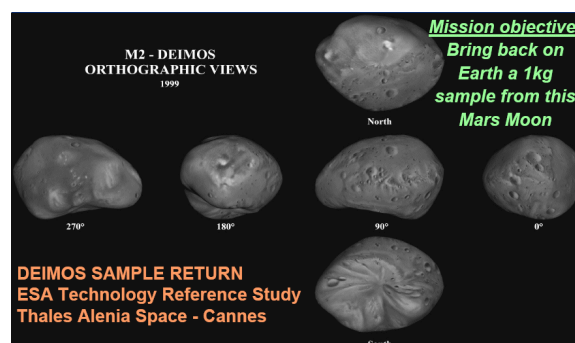 M2 - DEIMOS
ORTHOGRAPHIC VIEWS
1999
Mission objective
Bring back on
Earth a 1kg
sample from this
Mars Moon
North
270°
180°
90°
0°
DEIMOS SAMPLE RETURN
ESA Technology Reference Study
Thales Alenia Space - Cannes